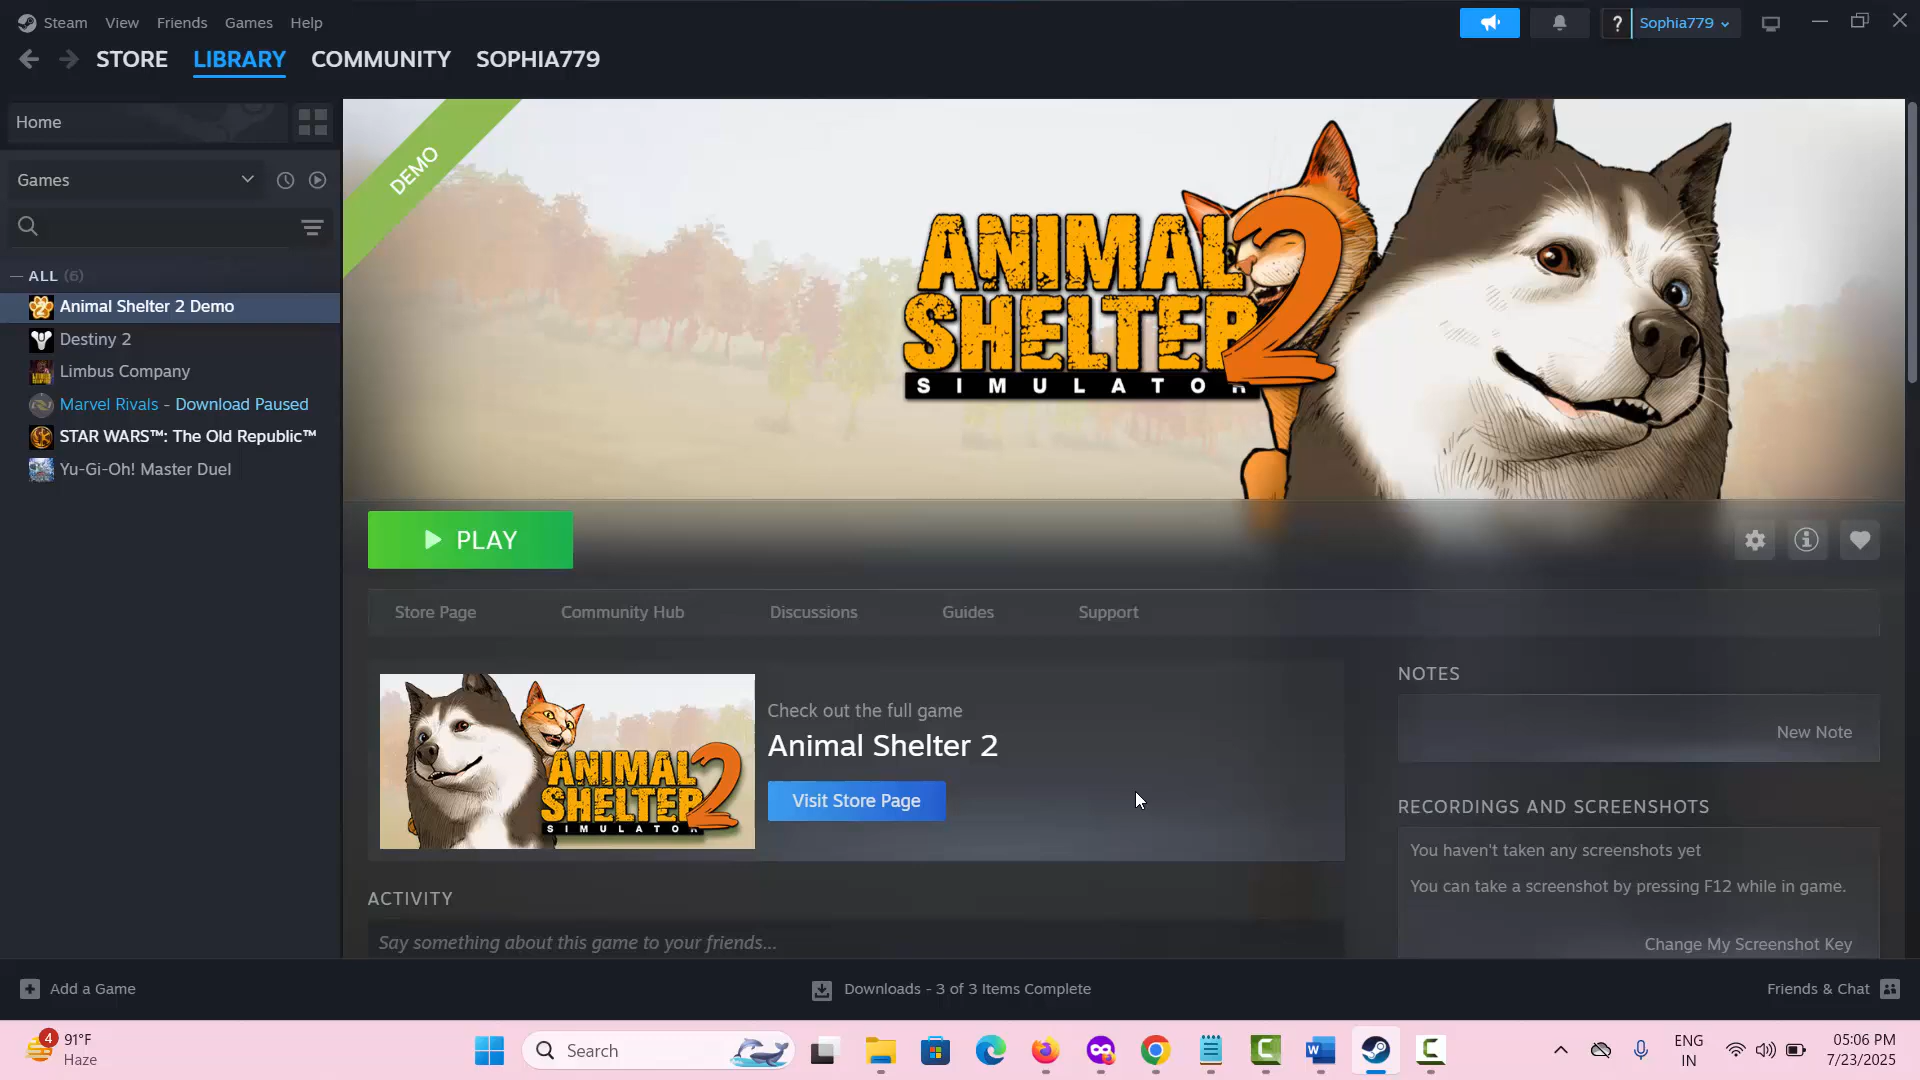 Steam View Friends Games Help
? Sophia779
STORE LIBRARY COMMUNITY SOPHIA779
Home
Games
ALL (6)
Animal Shelter 2 Demo
Destiny 2
Limbus Company
Marvel Rivals - Download Paused
STAR WARS™: The Old Republic™
Yu-Gi-Oh! Master Duel
DEMO
ANIMAL
SHELTER 2
SIMULATOR
PLAY
Store Page Community Hub Discussions Guides Support
ANIMAL
SHELTER 2
SIMULATOR
Check out the full game
Animal Shelter 2
Visit Store Page
NOTES
New Note
RECORDINGS AND SCREENSHOTS
You haven't taken any screenshots yet
You can take a screenshot by pressing F12 while in game.
Change My Screenshot Key
ACTIVITY
Say something about this game to your friends...
Add a Game
Downloads - 3 of 3 Items Complete
Friends & Chat
4
91°F
Haze
Search
ENG
IN
05:06 PM
7/23/2025